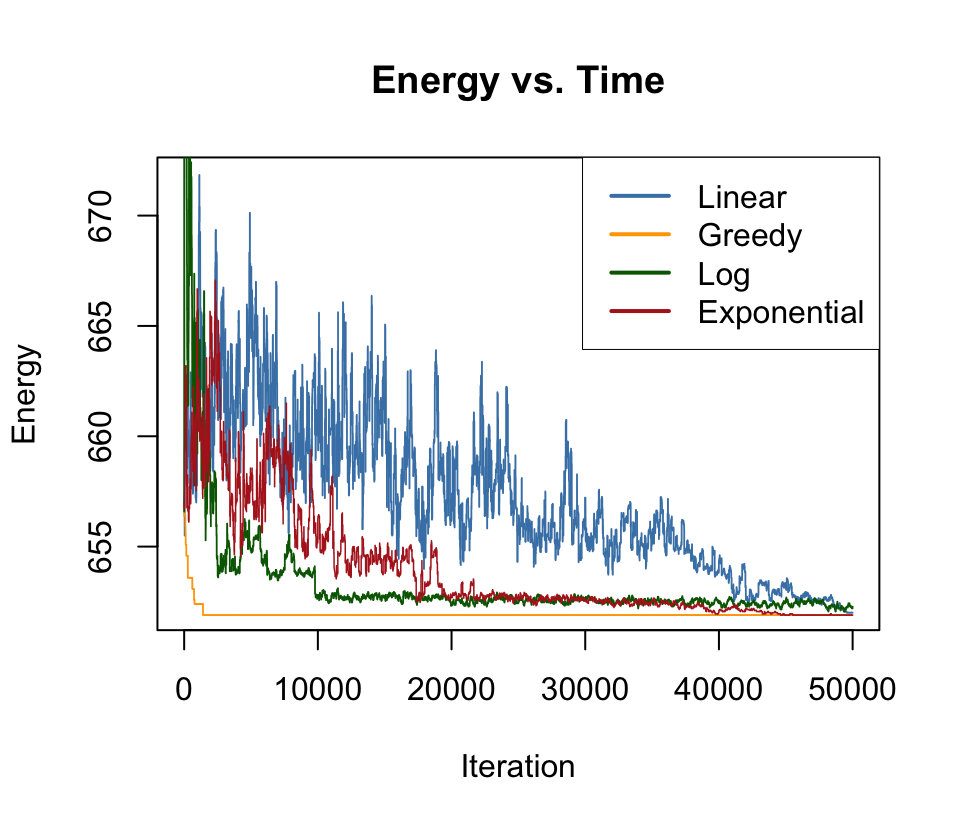 Energy vs. Time
Linear
Greedy
Log
Exponential
Energy
670
665
660
655
0 10000 20000 30000 40000 50000
Iteration